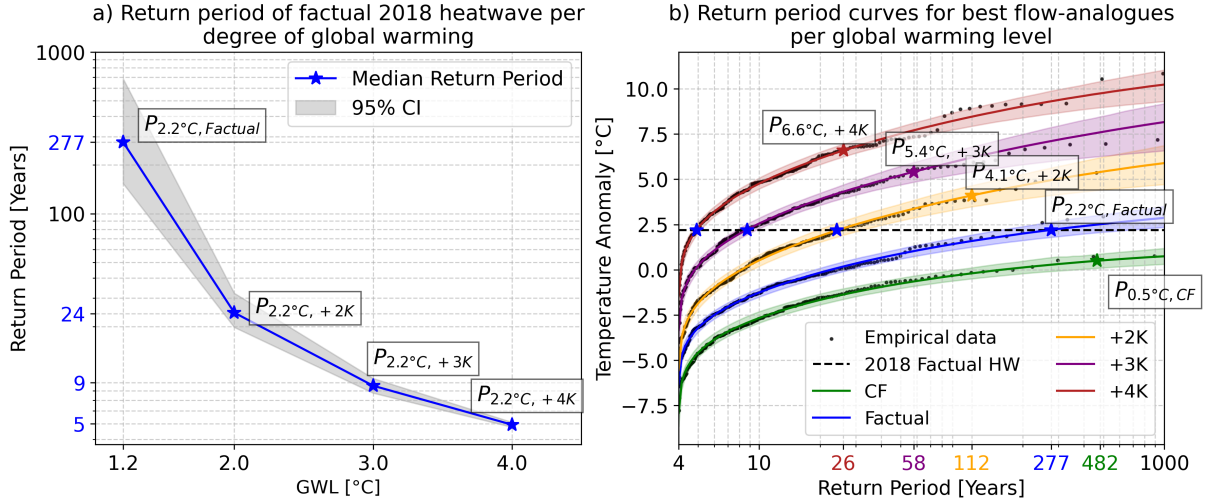 a) Return period of factual 2018 heatwave per
degree of global warming
1000
277
100
24
9
5
Return Period [Years]
Median Return Period
95% CI
P2.2°C, Factual
P2.2°C, +2K
P2.2°C, +3K
P2.2°C, +4K
1.2
2.0
3.0
4.0
GWL [°C]
b) Return period curves for best flow-analogues
per global warming level
10.0
7.5
5.0
2.5
0.0
−2.5
−5.0
−7.5
Temperature Anomaly [°C]
P6.6°C, +4K
P5.4°C, +3K
P4.1°C, +2K
P2.2°C, Factual
P0.5°C, CF
Empirical data
2018 Factual HW
CF
Factual
+2K
+3K
+4K
4
10
26
58
112
277
482
1000
Return Period [Years]